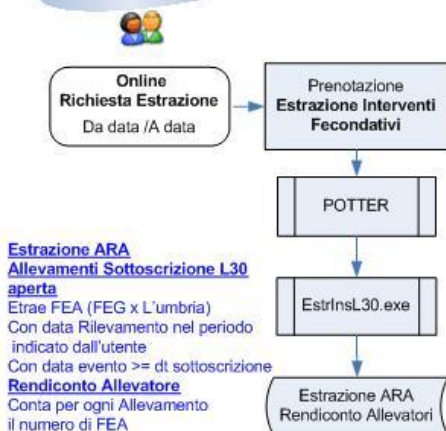 Online
Richiesta Estrazione
Da data /A data
Prenotazione
Estrazione Interventi
Fecondativi
POTTER
EstrInsL30.exe
Estrazione ARA
Rendiconto Allevatori
Estrazione ARA
Allevamenti Sottoscrizione L30
aperta
Etrae FEA (FEG x L'umbria)
Con data Rilevamento nel periodo
indicato dall'utente
Con data evento >= dt sottoscrizione
Rendiconto Allevatore
Conta per ogni Allevamento
il numero di FEA